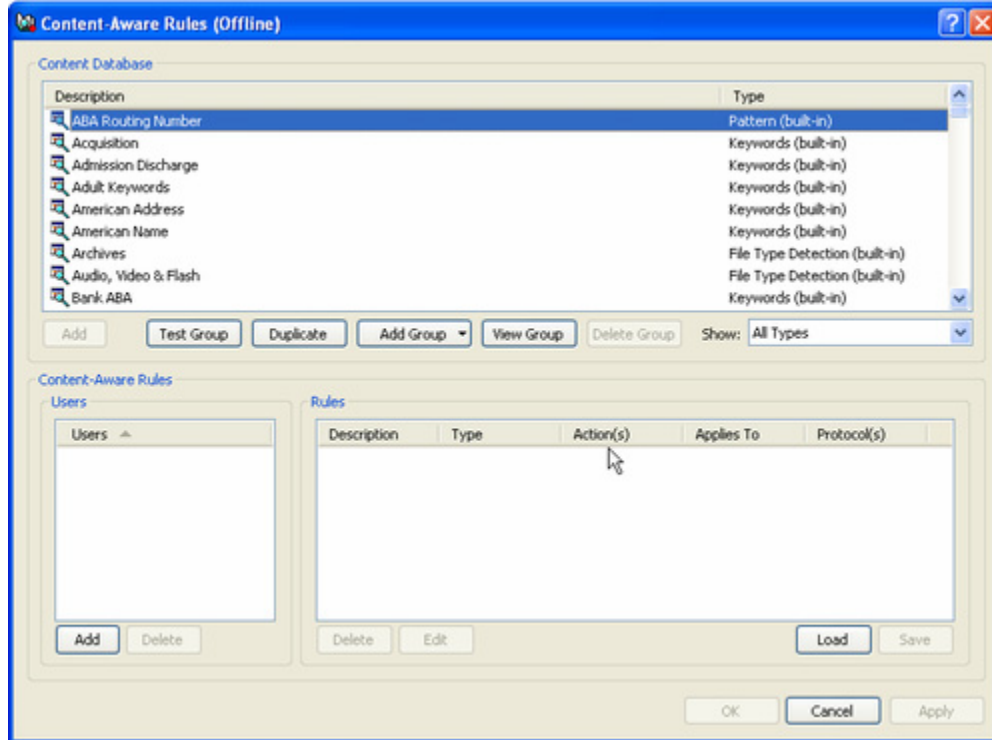 Content-Aware Rules (Offline)
Content Database
Description Type
ABA Routing Number Pattern (built-in)
Acquisition Keywords (built-in)
Admission Discharge Keywords (built-in)
Adult Keywords Keywords (built-in)
American Address Keywords (built-in)
American Name Keywords (built-in)
Archives File Type Detection (built-in)
Audio, Video & Flash File Type Detection (built-in)
Bank ABA Keywords (built-in)
Add Test Group Duplicate Add Group View Group Delete Group Show: All Types
Content-Aware Rules
Users Rules
Users Description Type Action(s) Applies To Protocol(s)
Add Delete Delete Edit Load Save
OK Cancel Apply